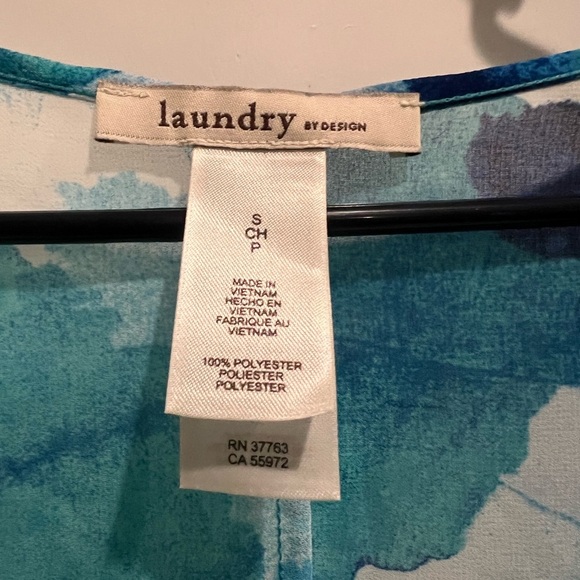 laundry BY DESIGN
S
CH
P
MADE IN
VIETNAM
HECHO EN
VIETNAM
FABRIQUE AU
VIETNAM
100% POLYESTER
POLIESTER
POLYESTER
RN 37763
CA 55972